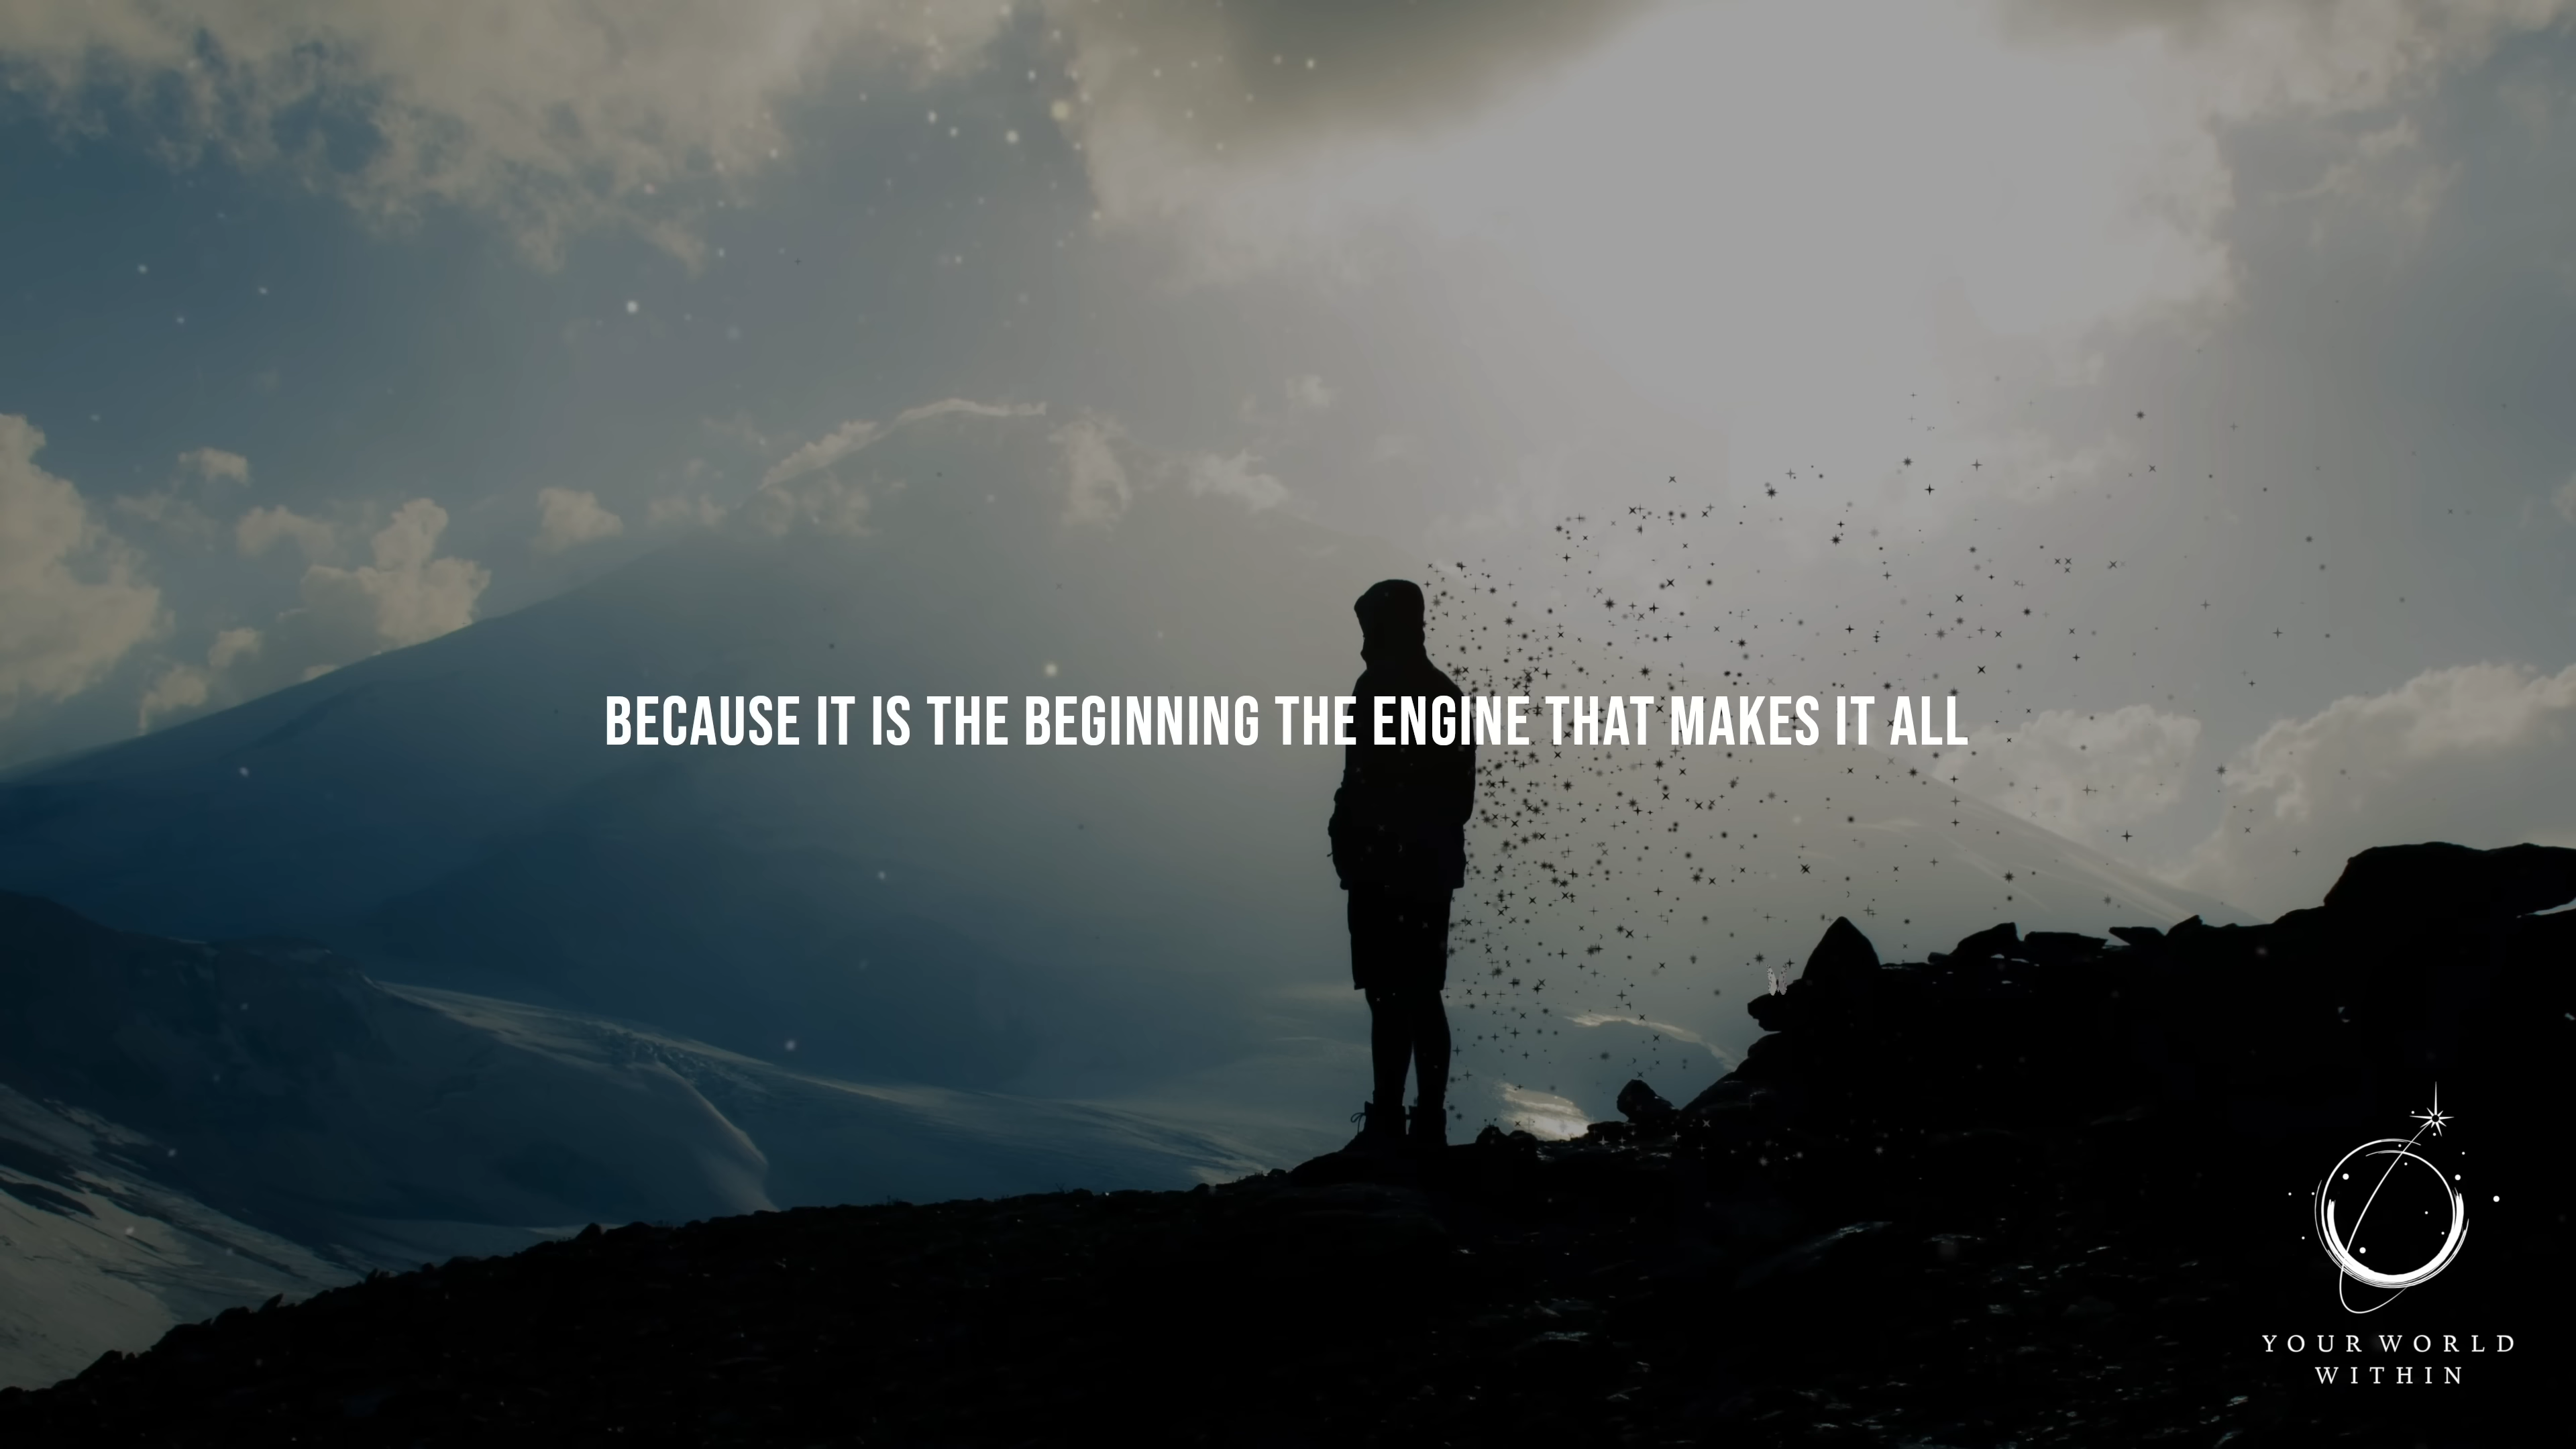 BECAUSE IT IS THE BEGINNING THE ENGINE THAT MAKES IT ALL
YOUR WORLD
WITHIN